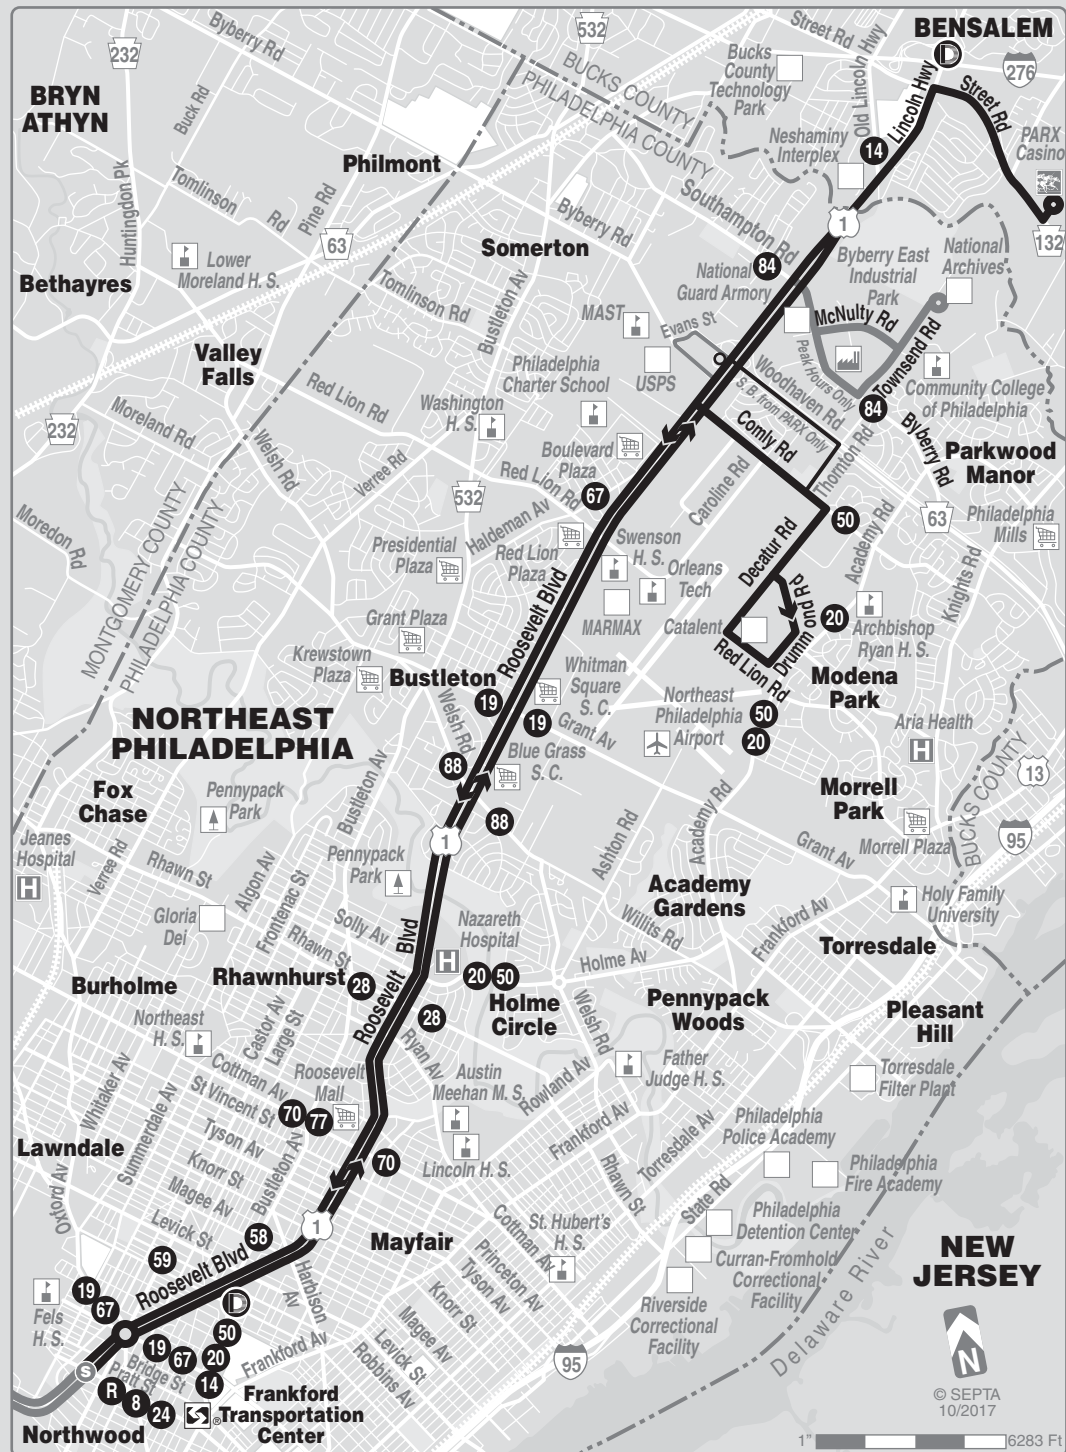 BENSALEM
232
Byberry Rd
532
Street Rd
Old Lincoln Hwy
Lincoln Hwy
D
276
BUCKS COUNTY
PHILADELPHIA COUNTY
Bucks
County
Technology
Park
Street Rd
BRYN
ATHYN
Buck Rd
Neshaminy
Interplex
14
PARX
Casino
Philmont
Huntingdon Pk
Tomlinson
Rd
Pine Rd
Southampton Rd
Byberry Rd
1
132
63
Somerton
Lower
Moreland H. S.
Bethayres
Tomlinson Rd
Bustleton Av
84
National
Guard Armory
Byberry East
Industrial
Park
National
Archives
MAST
Evans St
McNulty Rd
Townsend Rd
Valley
Falls
Philadelphia
Charter School
USPS
Woodhaven Rd
Peak Hours Only
S. B. from PARX Only
84
Community College
of Philadelphia
Red Lion Rd
Washington
H. S.
Moreland Rd
232
Welsh Rd
Verree Rd
Boulevard
Plaza
Comly Rd
Byberry Rd
Parkwood
Manor
Red Lion Rd
67
Caroline Rd
Thornton Rd
532
Haldeman Av
50
63
Philadelphia
Mills
Moredon Rd
MONTGOMERY COUNTY
PHILADELPHIA COUNTY
Presidential
Plaza
Red Lion
Plaza
Swenson
H. S.
Orleans
Tech
Decatur Rd
Academy Rd
Knights Rd
Roosevelt Blvd
Grant Plaza
MARMAX
Catalent
Drummond Rd
20
Archbishop
Ryan H. S.
Krewstown
Plaza
Bustleton
Whitman
Square
S. C.
Red Lion Rd
Modena
Park
19
19
Welsh Rd
Grant Av
Northeast
Philadelphia
Airport
50
20
NORTHEAST
PHILADELPHIA
Aria Health
H
88
Blue Grass
S. C.
BUCKS COUNTY
13
Fox
Chase
Pennypack
Park
Bustleton Av
88
Morrell
Park
Jeanes
Hospital
H
1
Academy Rd
Ashton Rd
Grant Av
Morrell Plaza
95
Verree Rd
Rhawn St
Algon Av
Frontenac St
Pennypack
Park
Academy
Gardens
Holy Family
University
Gloria
Dei
Solly Av
Rhawn St
Blvd
Nazareth
Hospital
H
Willits Rd
Frankford Av
Torresdale
Burholme
Rhawnhurst
28
Roosevelt
20
50
Holme Av
Holme
Circle
Pennypack
Woods
Pleasant
Hill
Northeast
H. S.
Castor Av
Large St
28
Ryan Av
Welsh Rd
Whitaker Av
Cottman Av
Roosevelt
Mall
Austin
Meehan M. S.
Rowland Av
Father
Judge H. S.
Torresdale
Filter Plant
Summerdale Av
St Vincent St
70
77
Tyson Av
Frankford Av
Torresdale Av
Philadelphia
Police Academy
Lawndale
Knorr St
Bustleton Av
70
Lincoln H. S.
Rhawn St
Philadelphia
Fire Academy
Oxford Av
Magee Av
State Rd
Levick St
58
1
Mayfair
Cottman Av
St. Hubert's
H. S.
Philadelphia
Detention Center
59
Roosevelt Blvd
Princeton Av
Tyson Av
Curran-Fromhold
Correctional
Facility
Delaware River
NEW
JERSEY
Harbison
Av
Knorr St
19
67
D
Magee Av
Riverside
Correctional
Facility
Fels
H. S.
19
67
50
20
14
Frankford Av
Levick St
Robbins Av
95
N
S
Bridge St
Pratt St
R
8
24
®
Frankford
Transportation
Center
© SEPTA
10/2017
Northwood
1"
6283 Ft